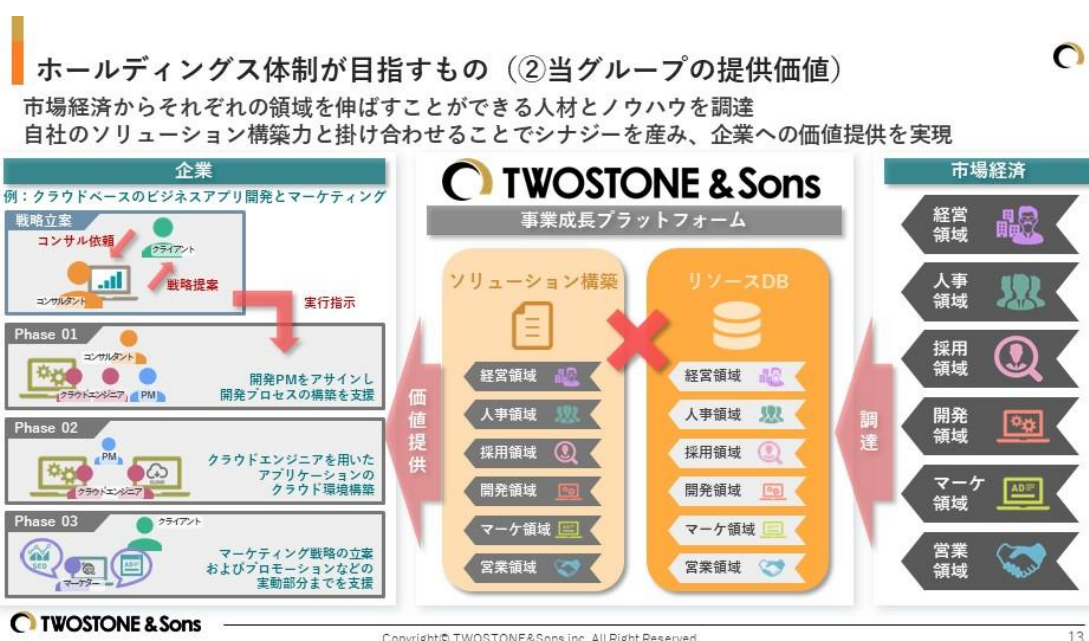 ホールディングス体制が目指すもの（②当グループの提供価値）
市場経済からそれぞれの領域を伸ばすことができる人材とノウハウを調達
自社のソリューション構築力と掛け合わせることでシナジーを産み、企業への価値提供を実現
企業
例：クラウドベースのビジネスアプリ開発とマーケティング
戦略立案
コンサル依頼
クライアント
戦略提案
コンサルタント
実行指示
Phase 01
コンサルタント
クラウドエンジニア
PM
開発PMをアサインし
開発プロセスの構築を支援
Phase 02
PM
クラウドエンジニア
クラウドエンジニアを用いた
アプリケーションの
クラウド環境構築
Phase 03
クライアント
SEO
AD
マーケター
マーケティング戦略の立案
およびプロモーションなどの
実動部分までを支援
価値提供
TWOSTONE & Sons
事業成長プラットフォーム
ソリューション構築
経営領域
人事領域
採用領域
開発領域
マーケ領域
営業領域
リソースDB
経営領域
人事領域
採用領域
開発領域
マーケ領域
営業領域
調達
市場経済
経営
領域
人事
領域
採用
領域
開発
領域
マーケ
領域
AD
営業
領域
TWOSTONE & Sons
Copyright© TWOSTONE&Sons inc. All Right Reserved
13